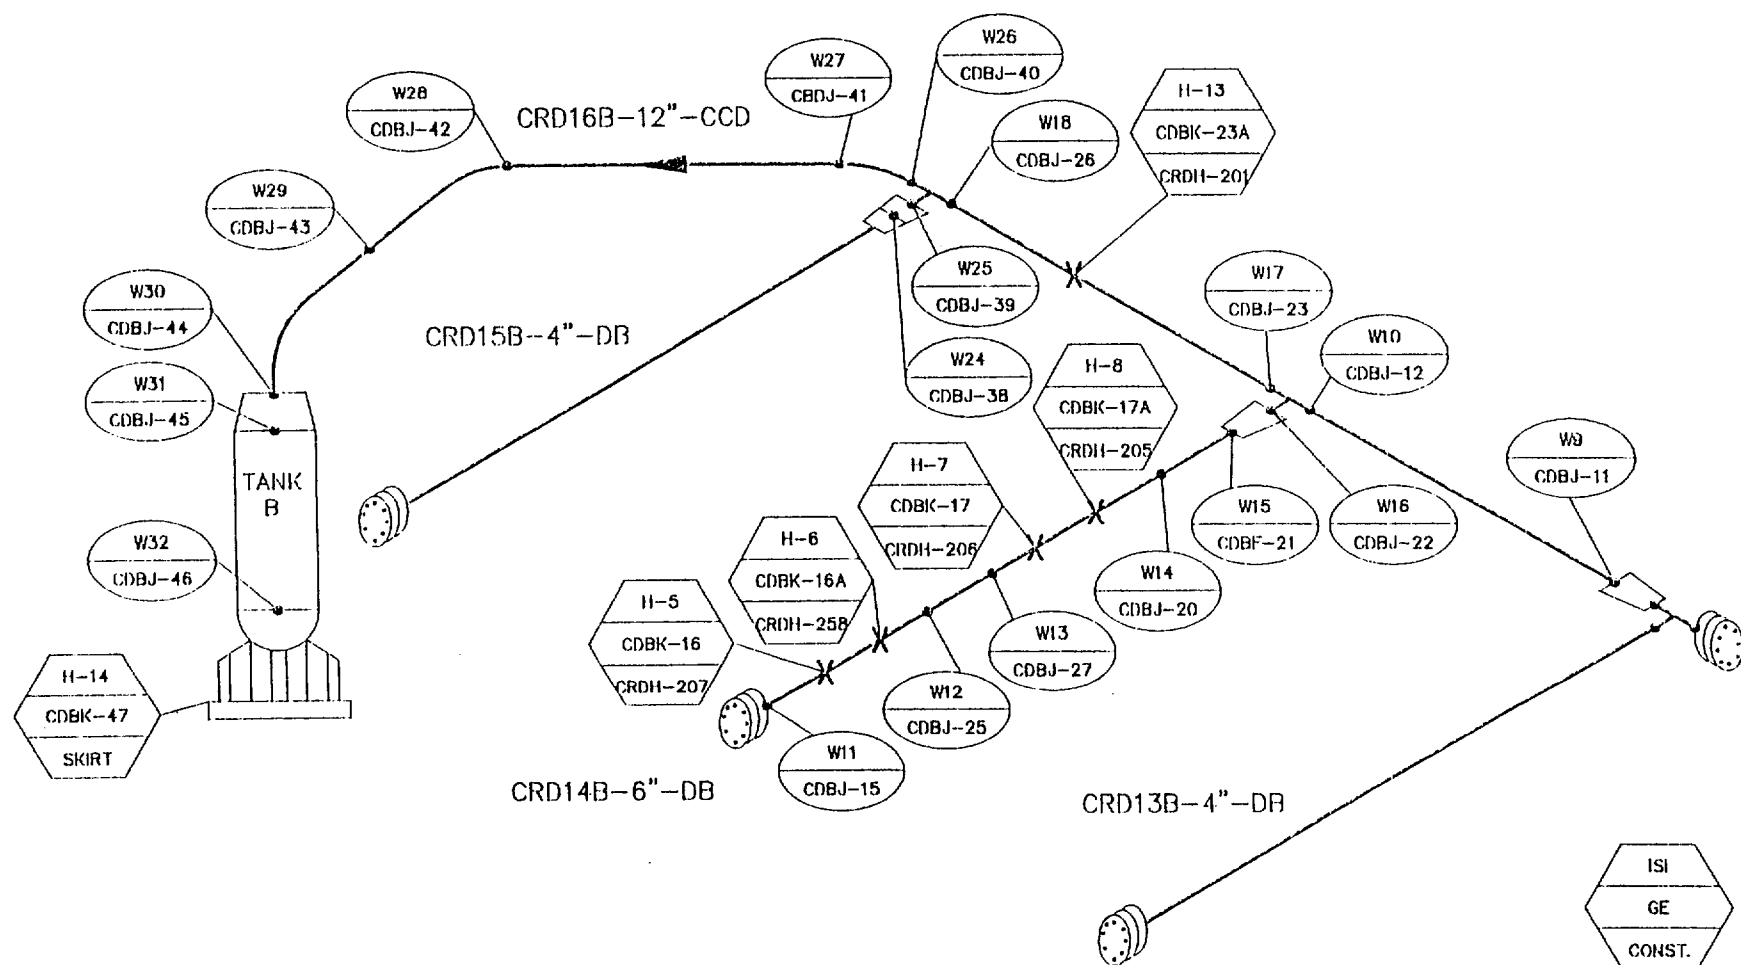 W26
CDBJ-40
W27
CBDJ-41
W28
CDBJ-42
CRD16B-12"-CCD
H-13
CDBK-23A
CRDH-201
W18
CDBJ-26
W29
CDBJ-43
W25
CDBJ-39
W17
CDBJ-23
W30
CDBJ-44
CRD15B-4"-DB
W10
CDBJ-12
W24
CDBJ-38
H-8
CDBK-17A
CRDH-205
W31
CDBJ-45
W9
CDBJ-11
TANK
B
H-7
CDBK-17
CRDH-206
W15
CDBF-21
W16
CDBJ-22
W32
CDBJ-46
H-6
CDBK-16A
CRDH-258
W14
CDBJ-20
H-5
CDBK-16
CRDH-207
W13
CDBJ-27
H-14
CDBK-47
SKIRT
W12
CDBJ-25
W11
CDBJ-15
CRD14B-6"-DB
CRD13B-4"-DB
ISI
GE
CONST.